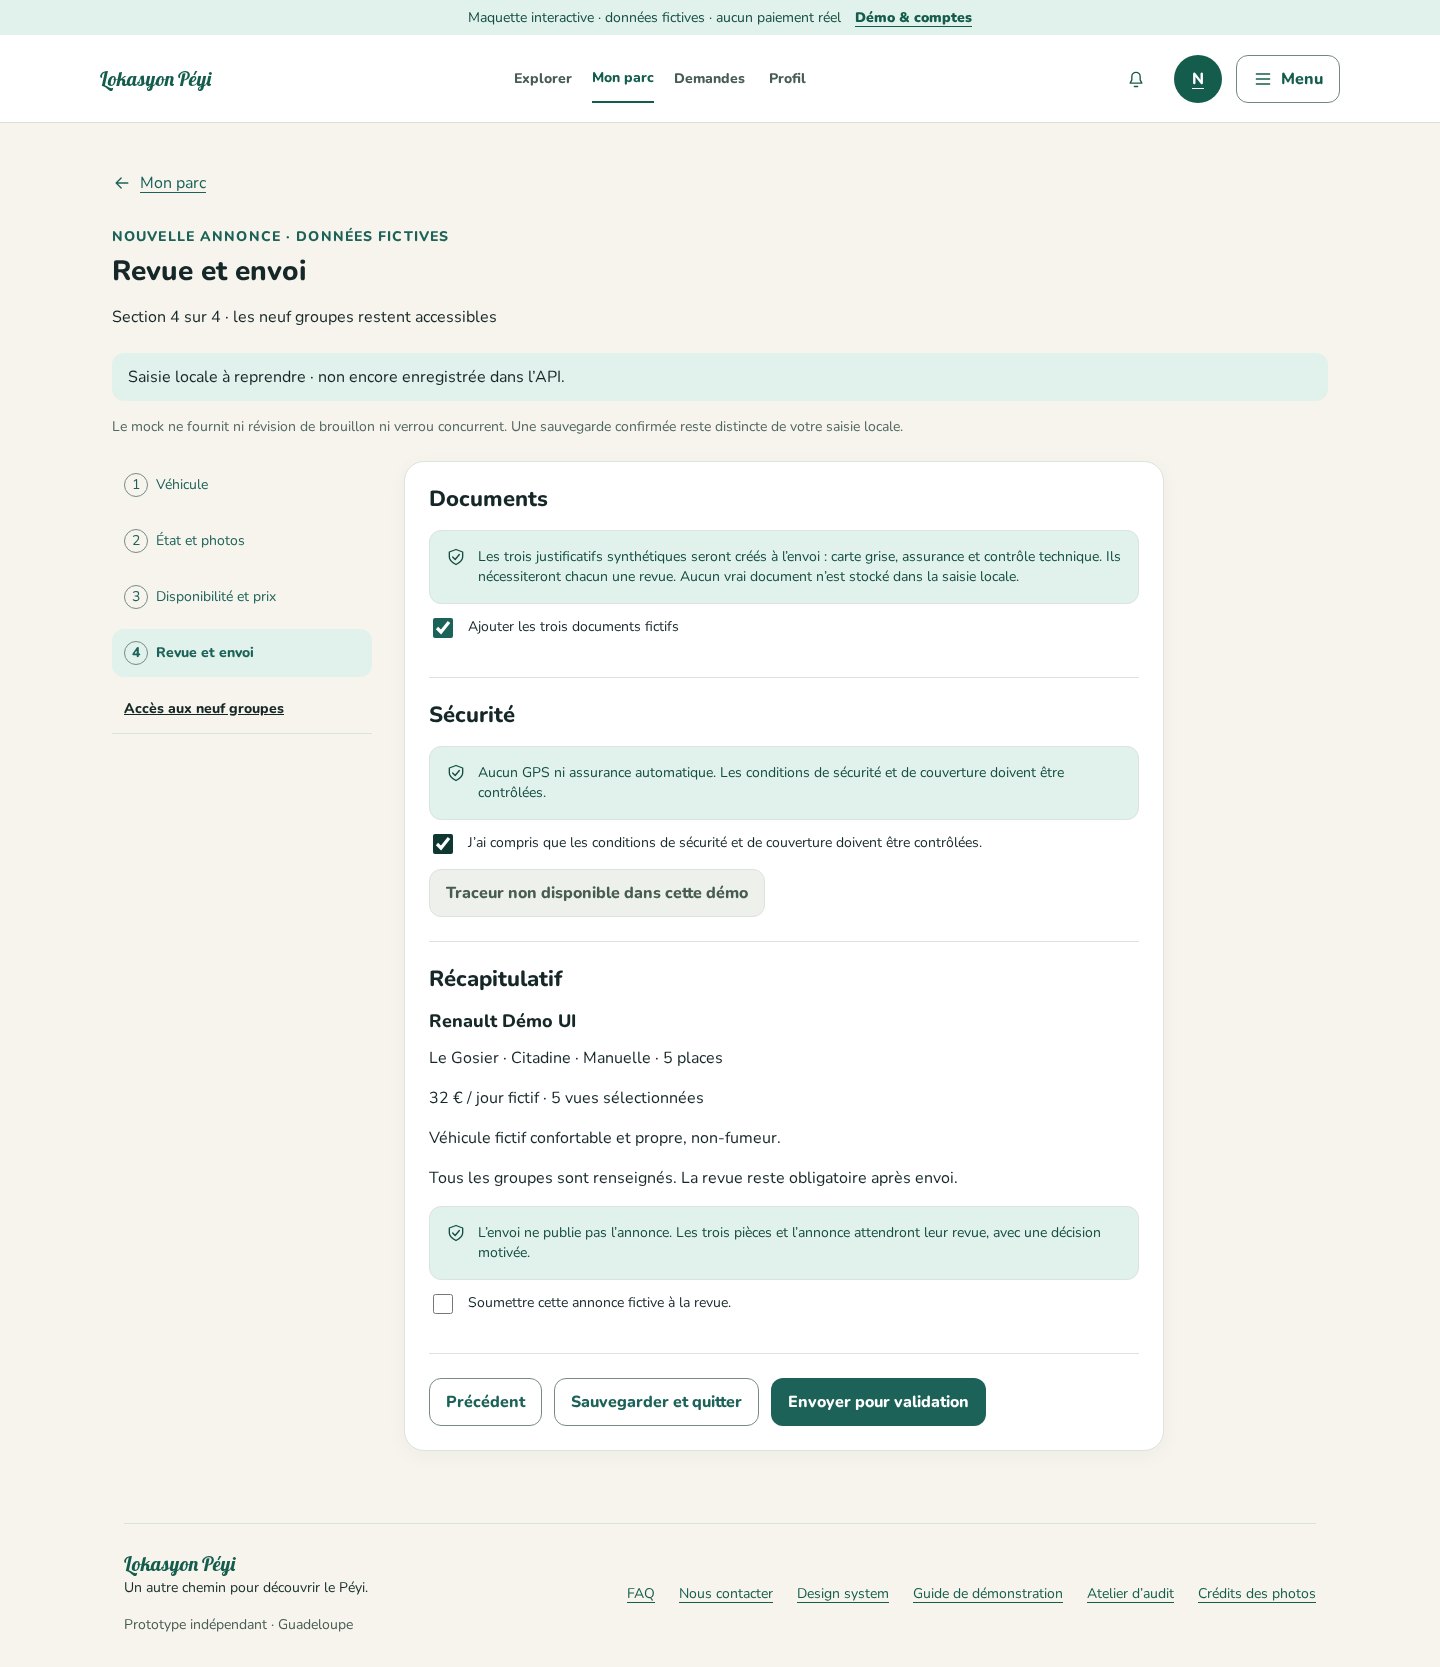 Maquette interactive · données fictives · aucun paiement réel Démo & comptes
Lokasyon Péyi
Explorer Mon parc Demandes Profil
N
Menu
Mon parc
NOUVELLE ANNONCE · DONNÉES FICTIVES
Revue et envoi
Section 4 sur 4 · les neuf groupes restent accessibles
Saisie locale à reprendre · non encore enregistrée dans l’API.
Le mock ne fournit ni révision de brouillon ni verrou concurrent. Une sauvegarde confirmée reste distincte de votre saisie locale.
1 Véhicule
2 État et photos
3 Disponibilité et prix
4 Revue et envoi
Accès aux neuf groupes
Documents
Les trois justificatifs synthétiques seront créés à l’envoi : carte grise, assurance et contrôle technique. Ils
nécessiteront chacun une revue. Aucun vrai document n’est stocké dans la saisie locale.
Ajouter les trois documents fictifs
Sécurité
Aucun GPS ni assurance automatique. Les conditions de sécurité et de couverture doivent être
contrôlées.
J’ai compris que les conditions de sécurité et de couverture doivent être contrôlées.
Traceur non disponible dans cette démo
Récapitulatif
Renault Démo UI
Le Gosier · Citadine · Manuelle · 5 places
32 € / jour fictif · 5 vues sélectionnées
Véhicule fictif confortable et propre, non-fumeur.
Tous les groupes sont renseignés. La revue reste obligatoire après envoi.
L’envoi ne publie pas l’annonce. Les trois pièces et l’annonce attendront leur revue, avec une décision
motivée.
Soumettre cette annonce fictive à la revue.
Précédent
Sauvegarder et quitter
Envoyer pour validation
Lokasyon Péyi
Un autre chemin pour découvrir le Péyi.
Prototype indépendant · Guadeloupe
FAQ Nous contacter Design system Guide de démonstration Atelier d’audit Crédits des photos